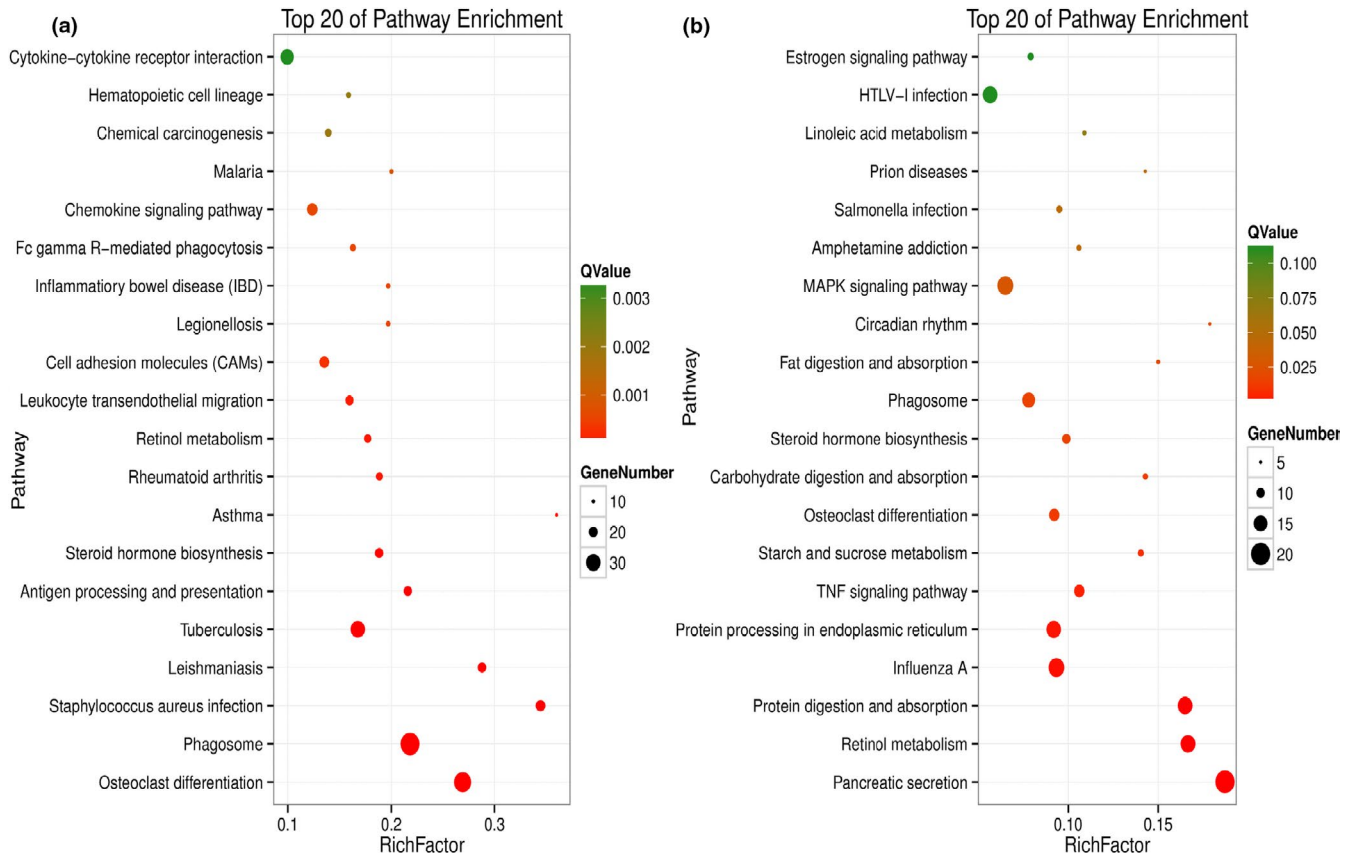 (a)
Top 20 of Pathway Enrichment
Pathway
Cytokine−cytokine receptor interaction
Hematopoietic cell lineage
Chemical carcinogenesis
Malaria
Chemokine signaling pathway
Fc gamma R−mediated phagocytosis
Inflammatiory bowel disease (IBD)
Legionellosis
Cell adhesion molecules (CAMs)
Leukocyte transendothelial migration
Retinol metabolism
Rheumatoid arthritis
Asthma
Steroid hormone biosynthesis
Antigen processing and presentation
Tuberculosis
Leishmaniasis
Staphylococcus aureus infection
Phagosome
Osteoclast differentiation
0.1 0.2 0.3
RichFactor
QValue
0.003
0.002
0.001
GeneNumber
10
20
30
(b)
Top 20 of Pathway Enrichment
Pathway
Estrogen signaling pathway
HTLV−I infection
Linoleic acid metabolism
Prion diseases
Salmonella infection
Amphetamine addiction
MAPK signaling pathway
Circadian rhythm
Fat digestion and absorption
Phagosome
Steroid hormone biosynthesis
Carbohydrate digestion and absorption
Osteoclast differentiation
Starch and sucrose metabolism
TNF signaling pathway
Protein processing in endoplasmic reticulum
Influenza A
Protein digestion and absorption
Retinol metabolism
Pancreatic secretion
0.10 0.15
RichFactor
QValue
0.100
0.075
0.050
0.025
GeneNumber
5
10
15
20